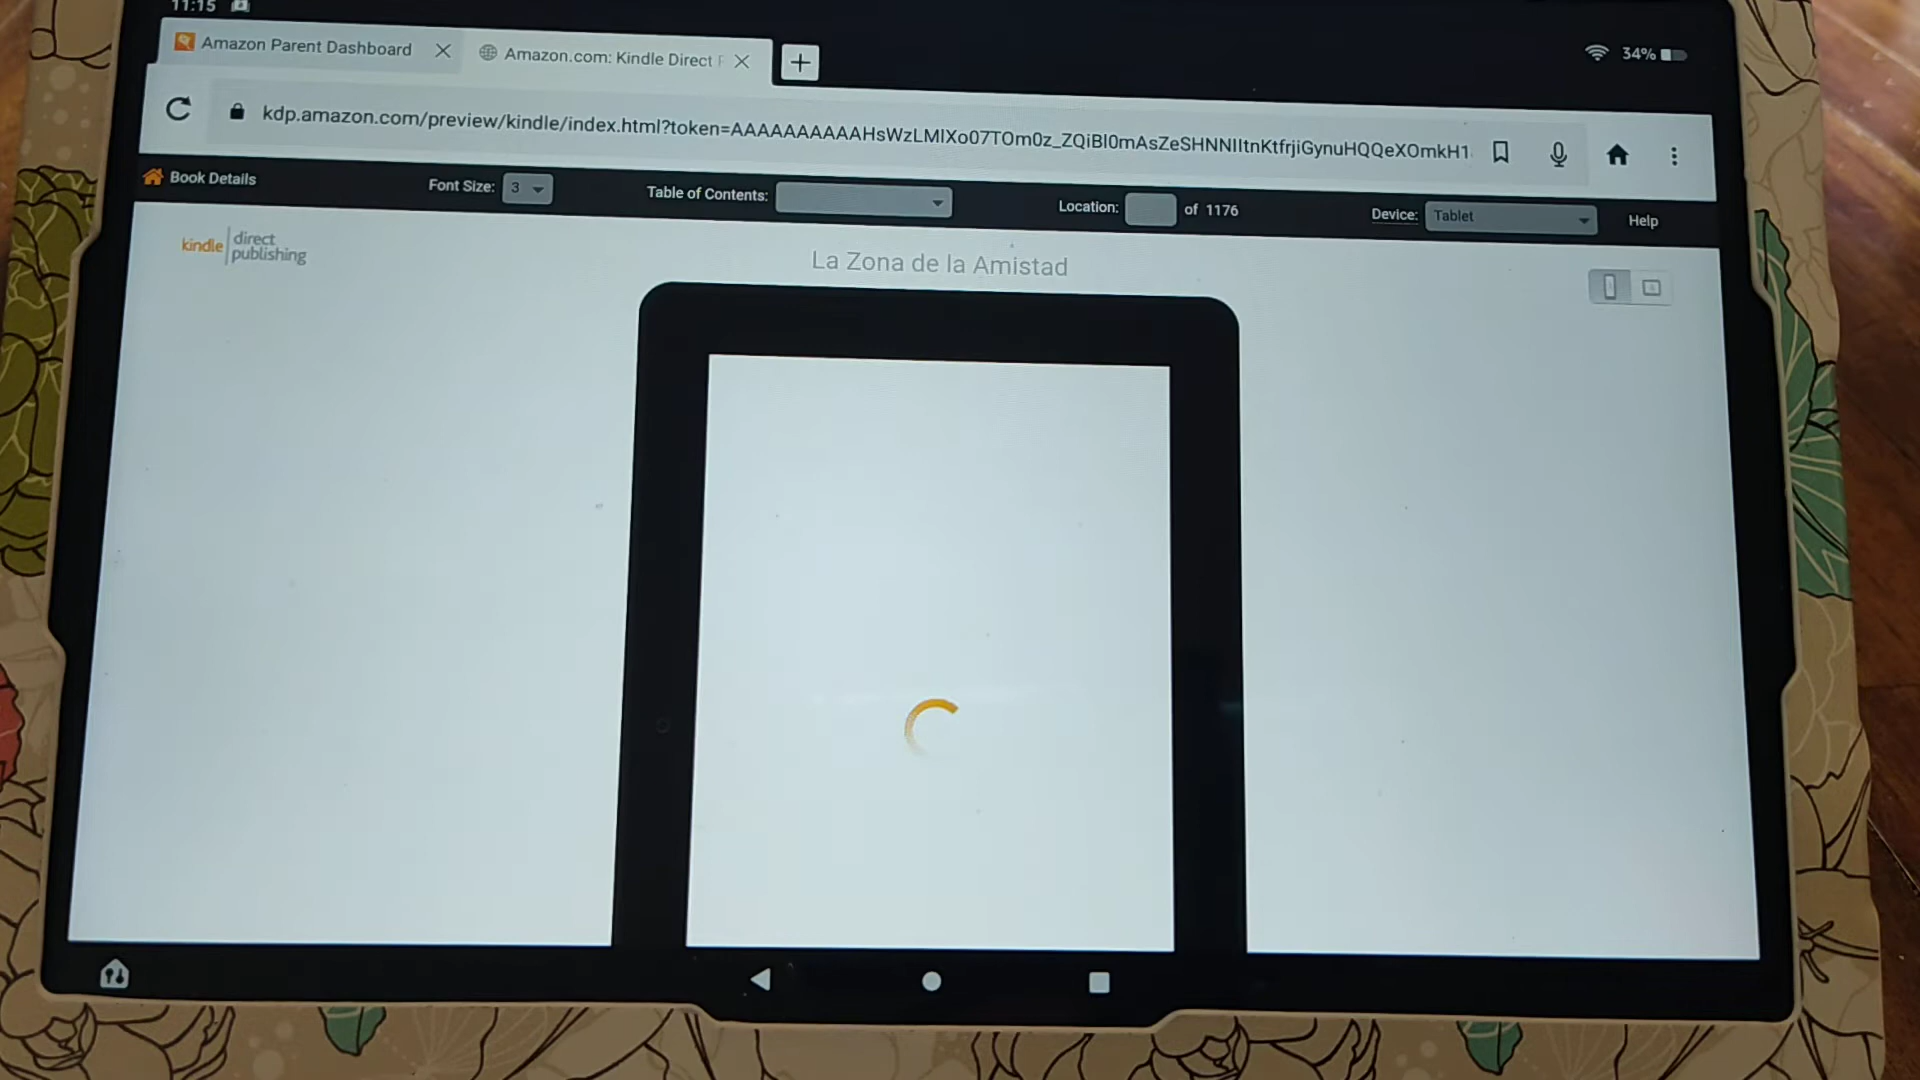 11:15
Amazon Parent Dashboard
Amazon.com: Kindle Direct P
34%
kdp.amazon.com/preview/kindle/index.html?token=AAAAAAAAAAHsWzLMIXo07TOm0z_ZQiBI0mAsZeSHNNIItnKtfrjiGynuHQQeXOmkH1
Book Details
Font Size: 3
Table of Contents:
Location: of 1176
Device: Tablet
Help
kindle direct publishing
La Zona de la Amistad